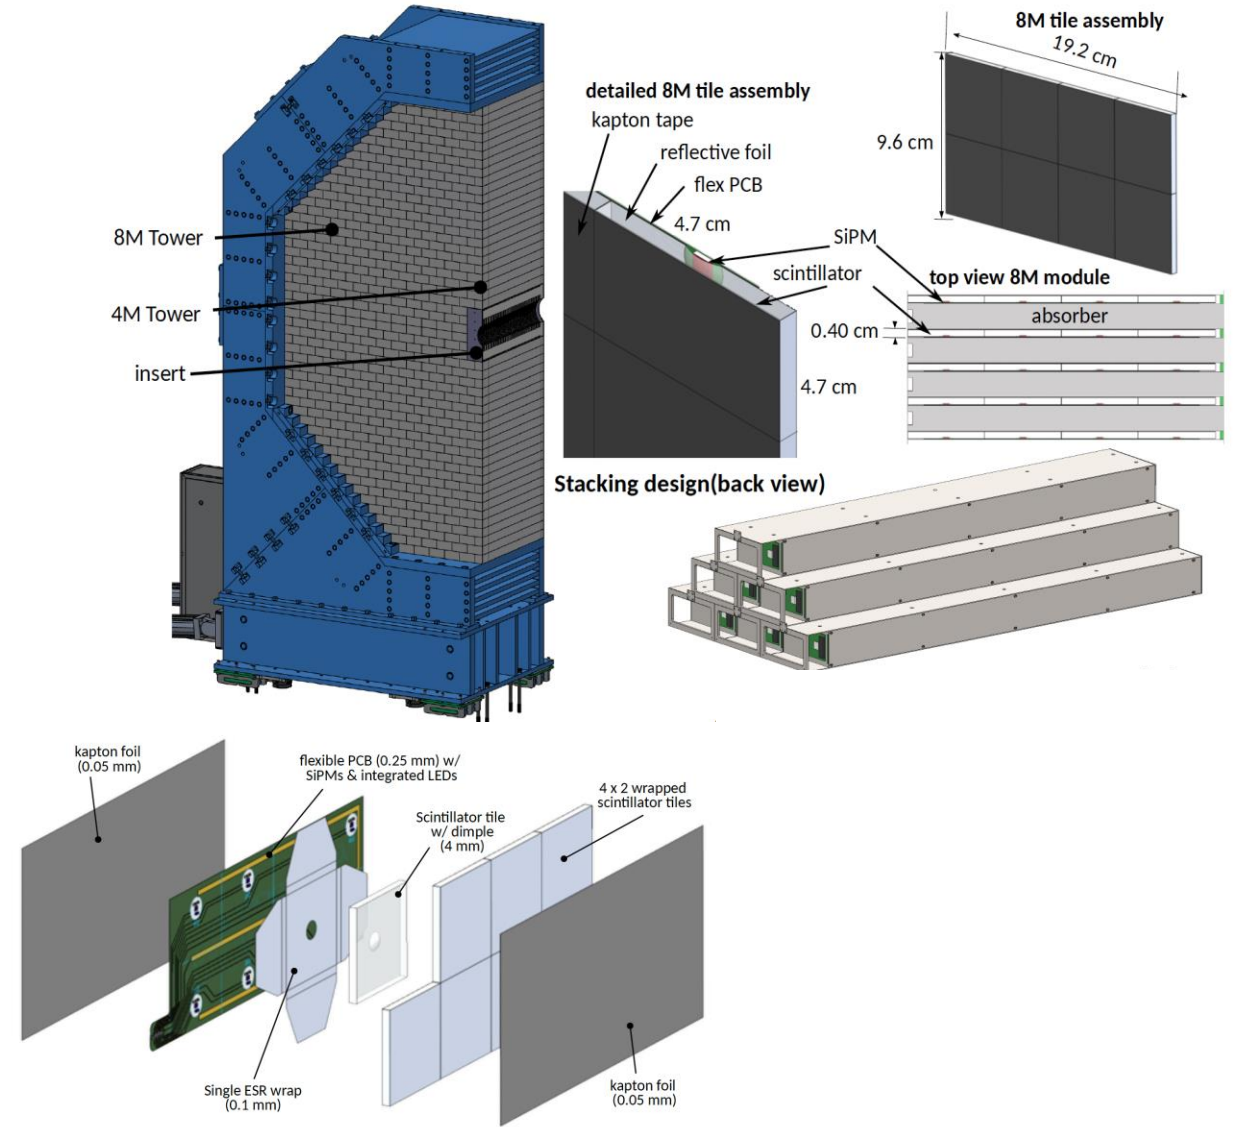 8M tile assembly
19.2 cm
9.6 cm
detailed 8M tile assembly
kapton tape
reflective foil
flex PCB
4.7 cm
SiPM
scintillator
4.7 cm
8M Tower
4M Tower
insert
top view 8M module
absorber
0.40 cm
Stacking design(back view)
kapton foil
(0.05 mm)
flexible PCB (0.25 mm) w/
SiPMs & integrated LEDs
Scintillator tile
w/ dimple
(4 mm)
4 x 2 wrapped
scintillator tiles
Single ESR wrap
(0.1 mm)
kapton foil
(0.05 mm)